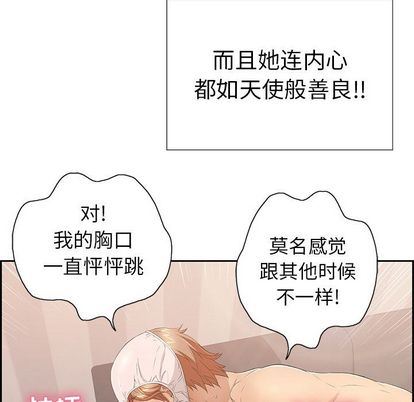 而且她连内心
都如天使般善良!!
对!
我的胸口
一直怦怦跳
莫名感觉
跟其他时候
不一样!